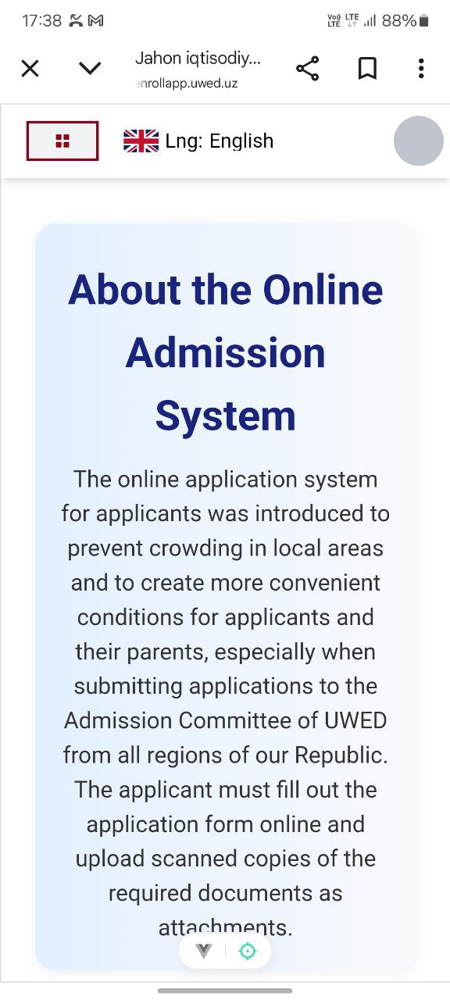 17:38
Vo)) LTE LTE 88%
Jahon iqtisodiy...
enrollapp.uwed.uz
Lng: English
About the Online
Admission
System
The online application system
for applicants was introduced to
prevent crowding in local areas
and to create more convenient
conditions for applicants and
their parents, especially when
submitting applications to the
Admission Committee of UWED
from all regions of our Republic.
The applicant must fill out the
application form online and
upload scanned copies of the
required documents as
attachments.